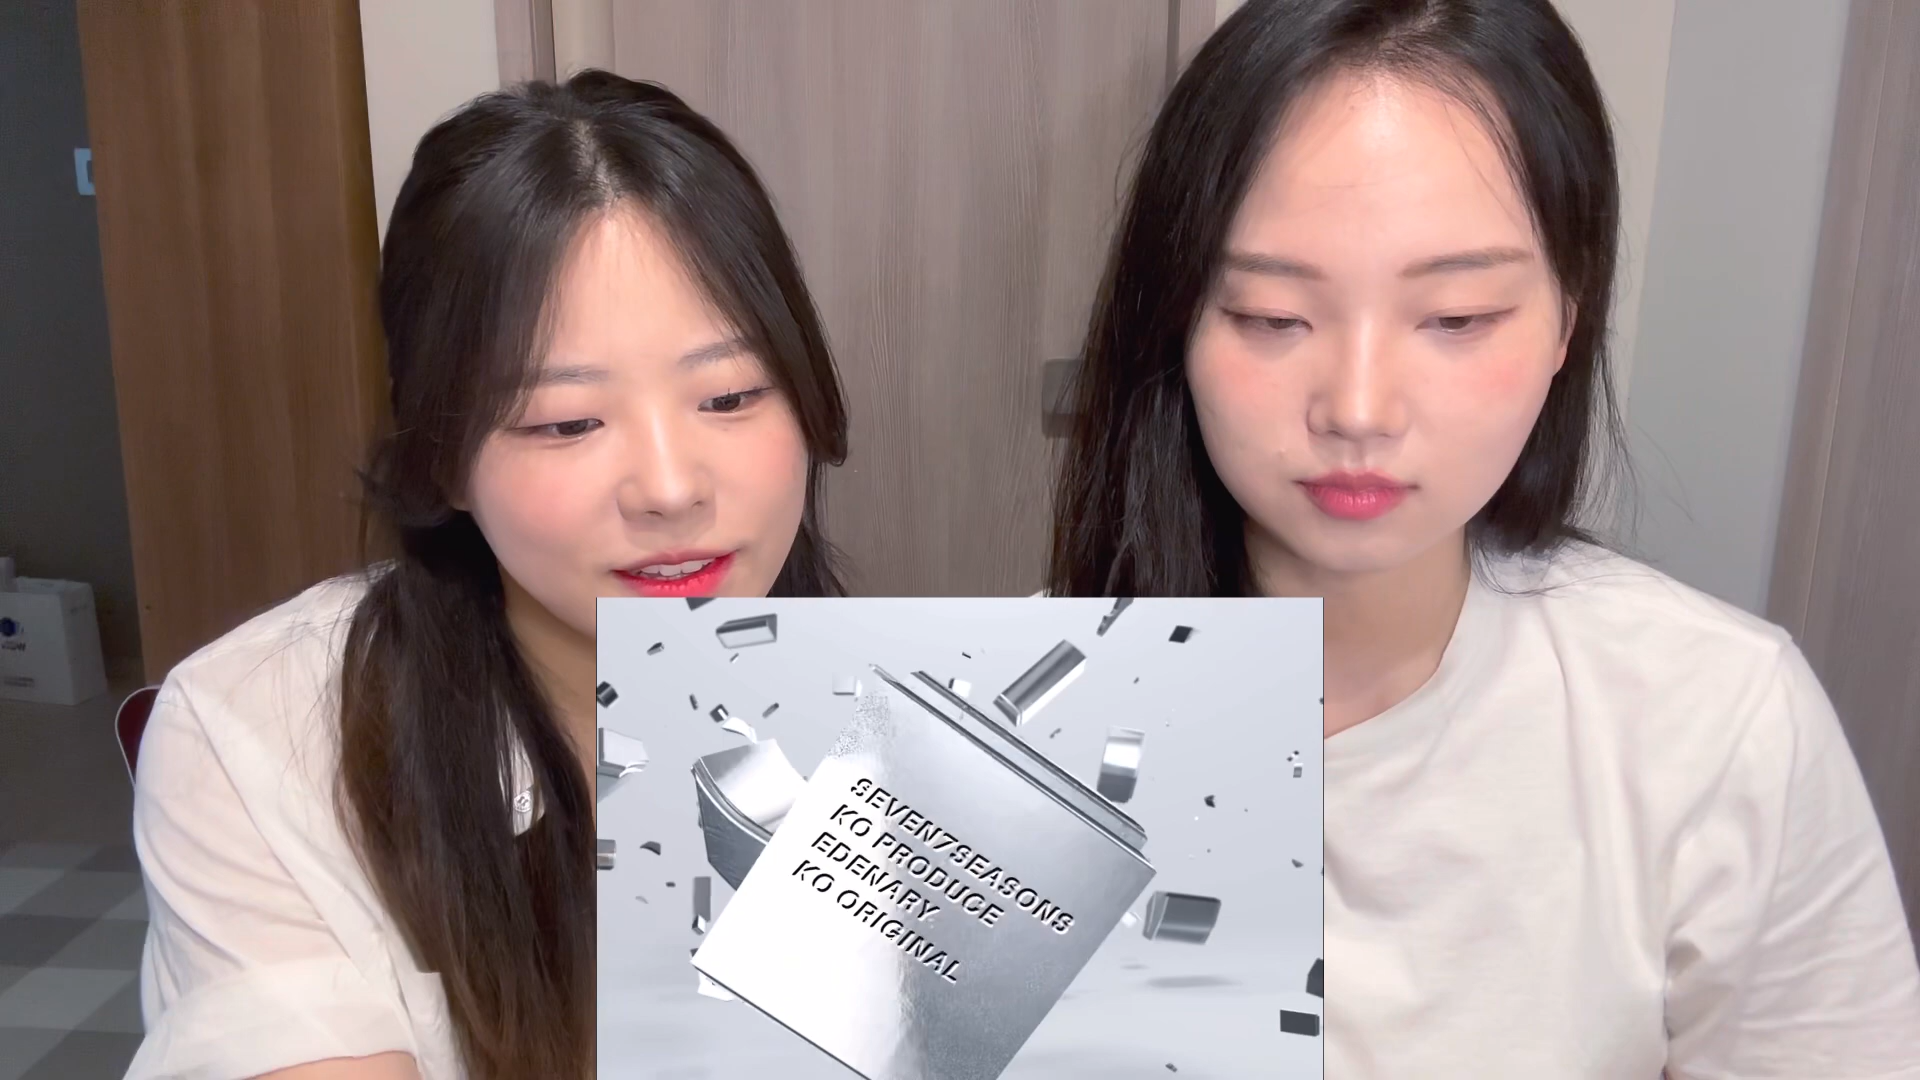 SEVEN7SEASONS
KO PRODUCE
EDENARY
KO ORIGINAL